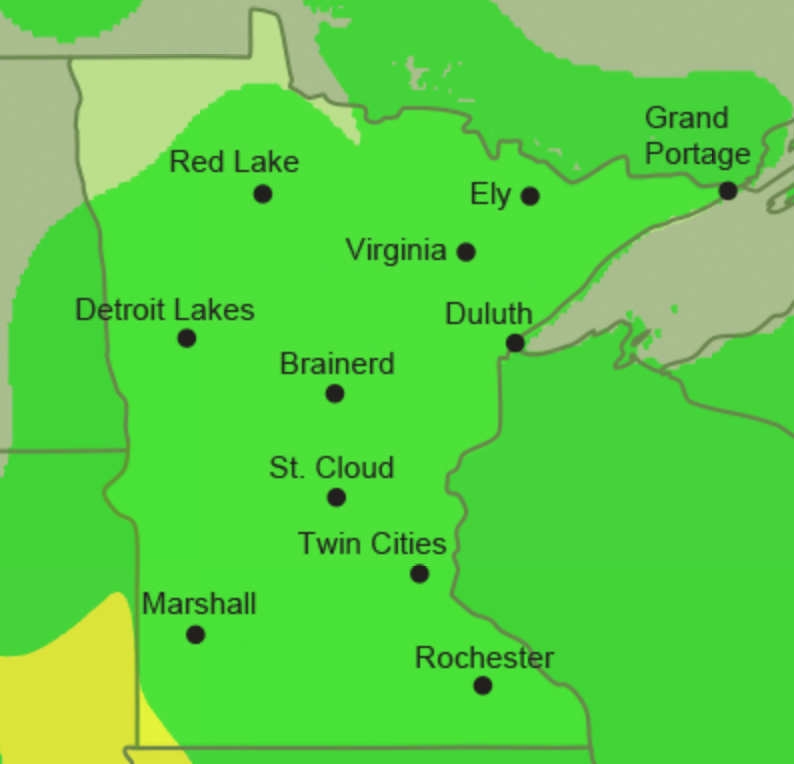 Grand
Portage
Red Lake
Ely
Virginia
Detroit Lakes
Duluth
Brainerd
St. Cloud
Twin Cities
Marshall
Rochester